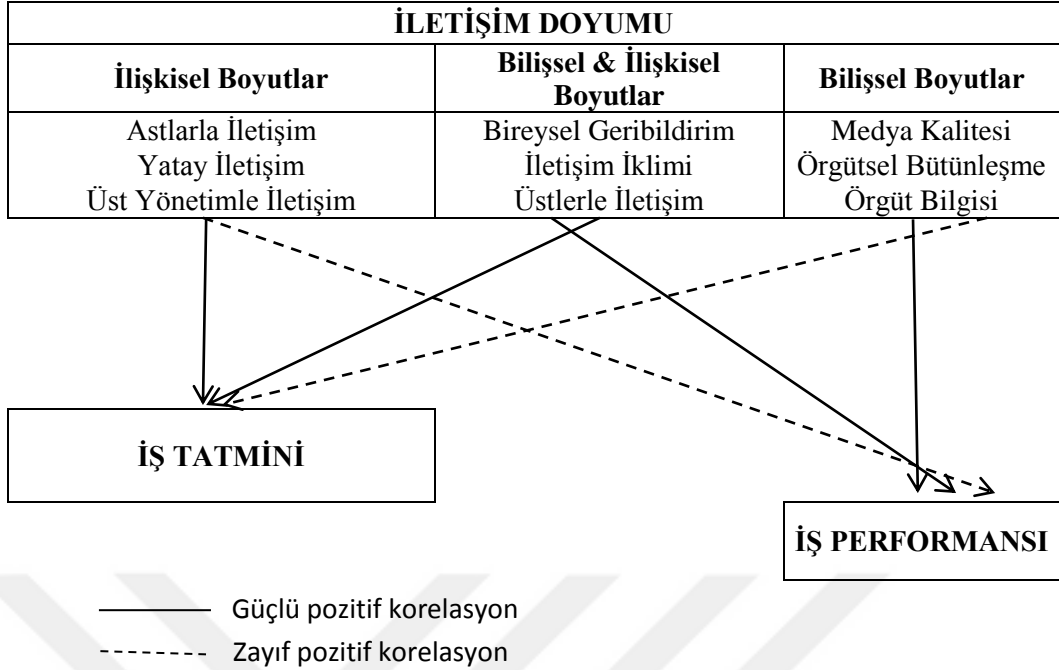 İLETİŞİM DOYUMU
İlişkisel Boyutlar
Bilişsel & İlişkisel
Boyutlar
Bilişsel Boyutlar
Astlarla İletişim
Yatay İletişim
Üst Yönetimle İletişim
Bireysel Geribildirim
İletişim İklimi
Üstlerle İletişim
Medya Kalitesi
Örgütsel Bütünleşme
Örgüt Bilgisi
İŞ TATMİNİ
İŞ PERFORMANSI
Güçlü pozitif korelasyon
Zayıf pozitif korelasyon